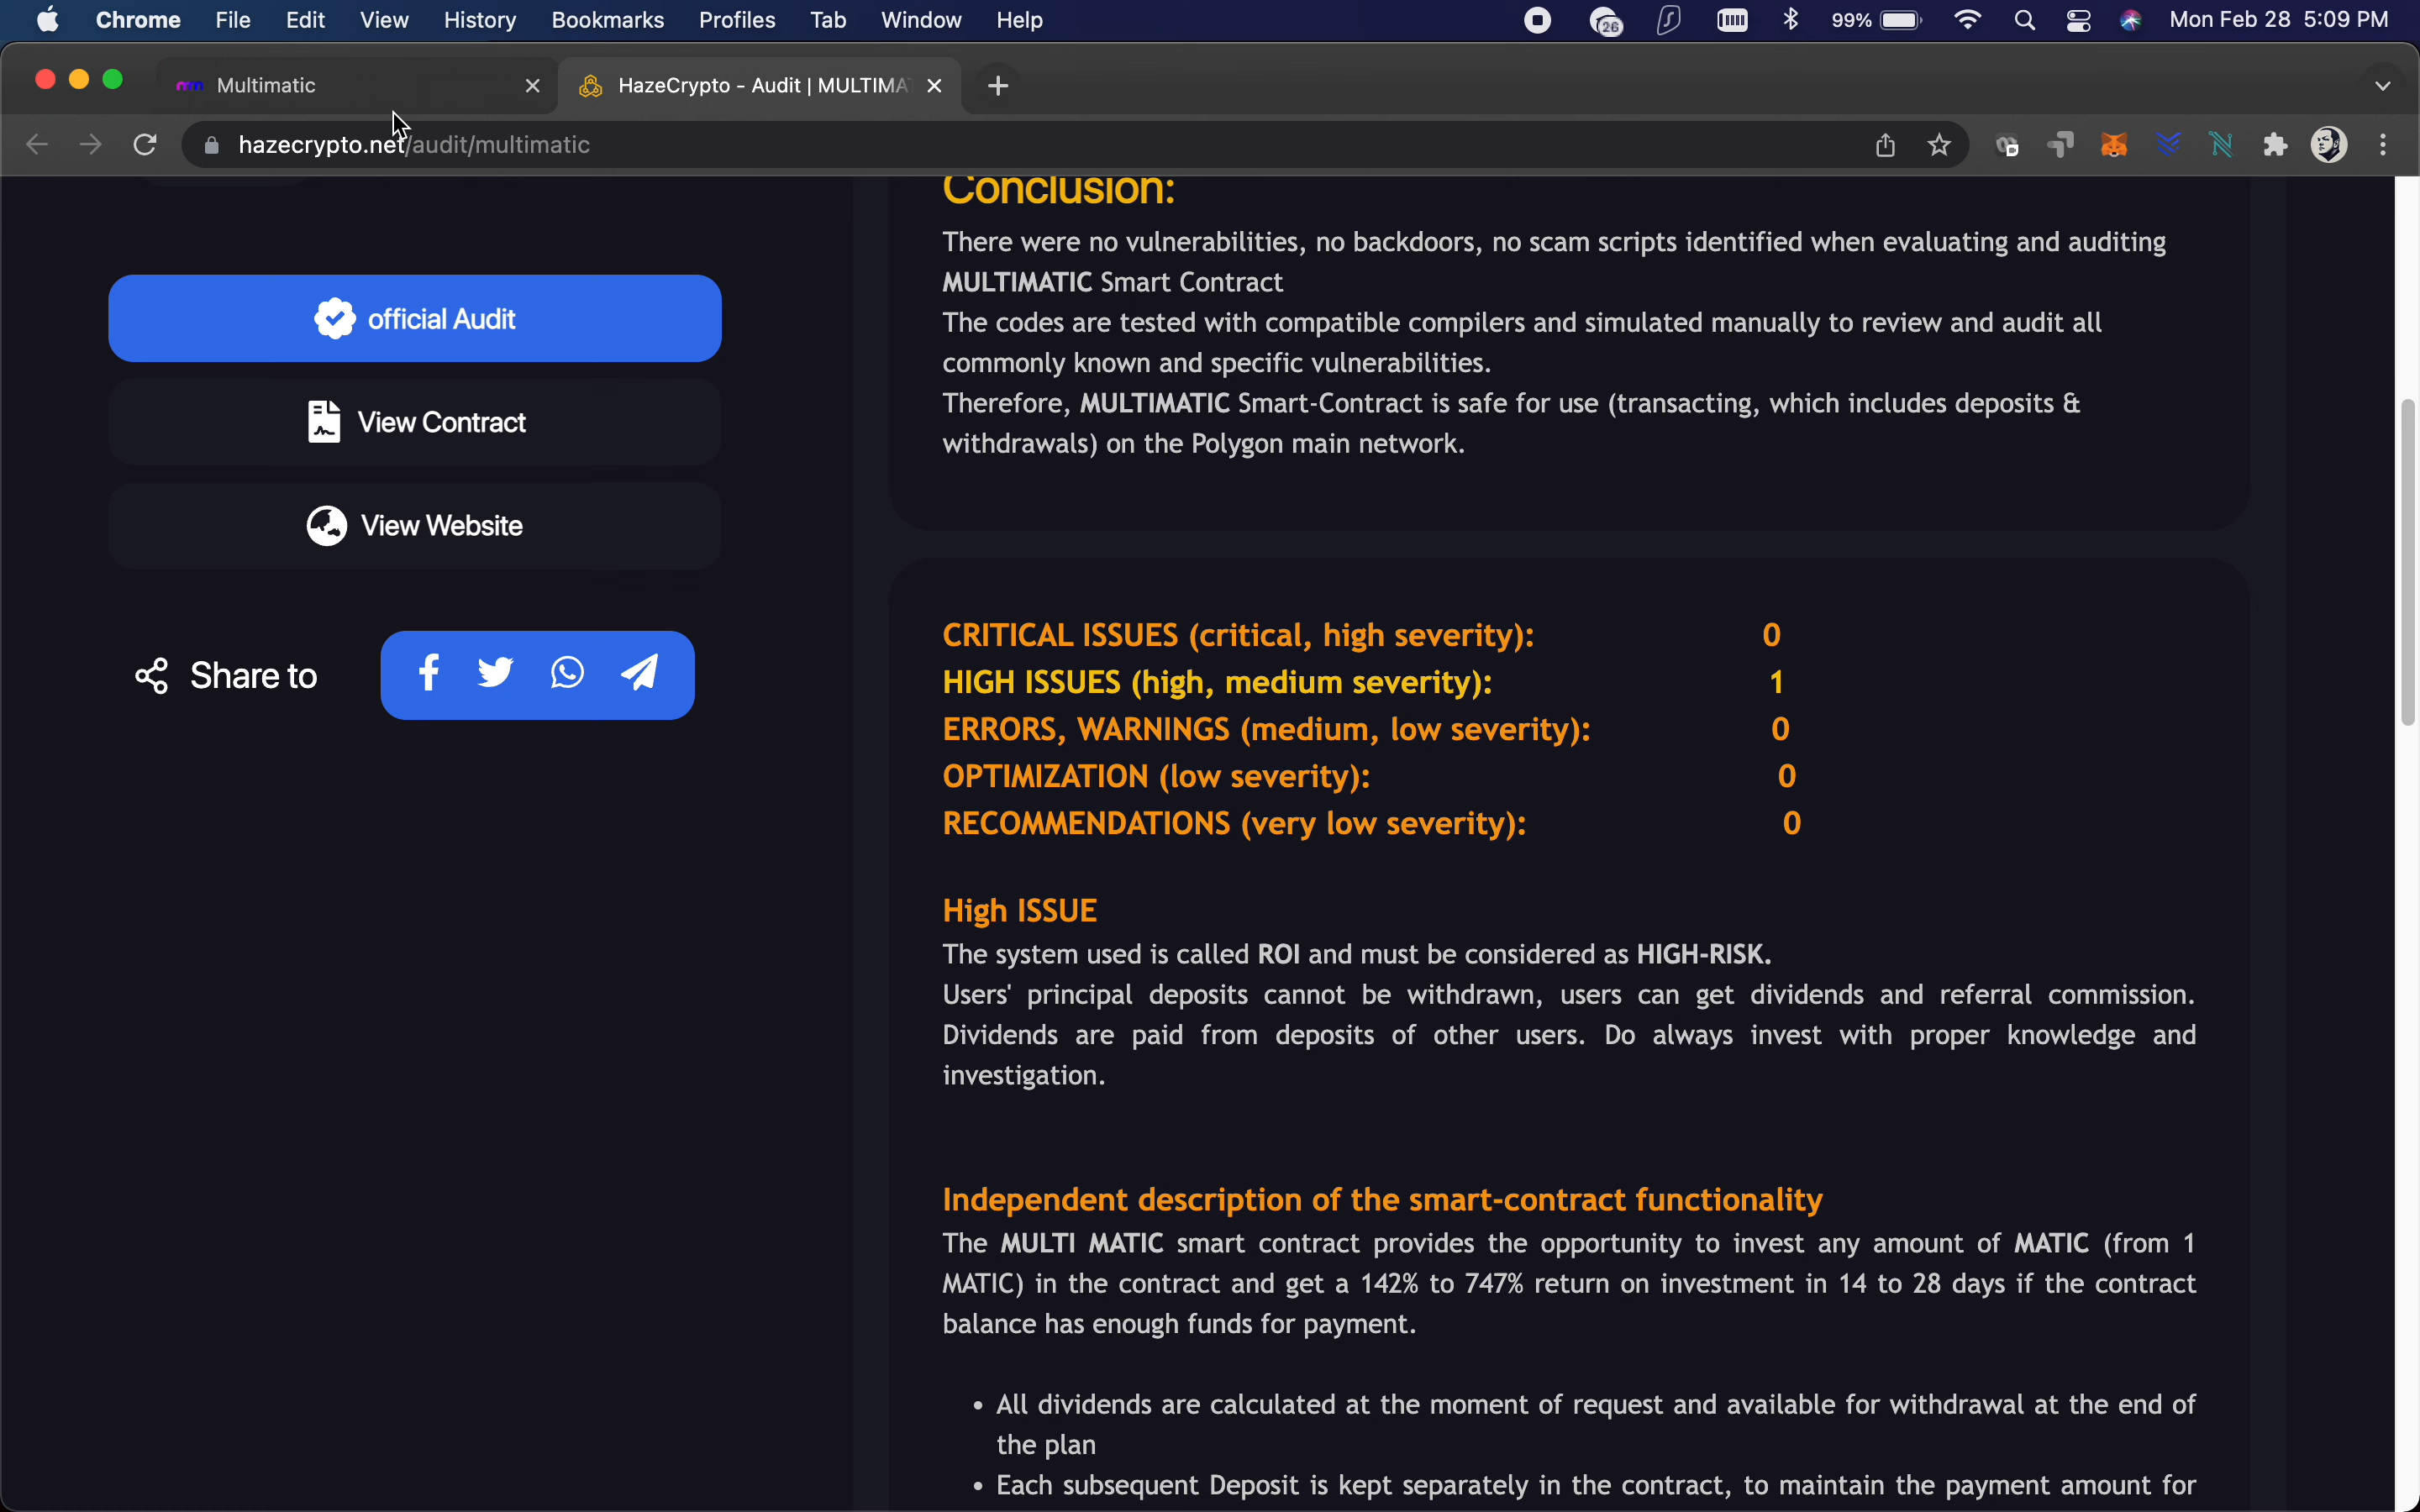 Chrome File Edit View History Bookmarks Profiles Tab Window Help 26 99% Mon Feb 28 5:09 PM
Multimatic HazeCrypto - Audit | MULTIMA
hazecrypto.net/audit/multimatic
Conclusion:
There were no vulnerabilities, no backdoors, no scam scripts identified when evaluating and auditing
MULTIMATIC Smart Contract
The codes are tested with compatible compilers and simulated manually to review and audit all
commonly known and specific vulnerabilities.
Therefore, MULTIMATIC Smart-Contract is safe for use (transacting, which includes deposits &
withdrawals) on the Polygon main network.
official Audit
View Contract
View Website
Share to
CRITICAL ISSUES (critical, high severity): 0
HIGH ISSUES (high, medium severity): 1
ERRORS, WARNINGS (medium, low severity): 0
OPTIMIZATION (low severity): 0
RECOMMENDATIONS (very low severity): 0
High ISSUE
The system used is called ROI and must be considered as HIGH-RISK.
Users' principal deposits cannot be withdrawn, users can get dividends and referral commission.
Dividends are paid from deposits of other users. Do always invest with proper knowledge and
investigation.
Independent description of the smart-contract functionality
The MULTI MATIC smart contract provides the opportunity to invest any amount of MATIC (from 1
MATIC) in the contract and get a 142% to 747% return on investment in 14 to 28 days if the contract
balance has enough funds for payment.
• All dividends are calculated at the moment of request and available for withdrawal at the end of
the plan
• Each subsequent Deposit is kept separately in the contract, to maintain the payment amount for